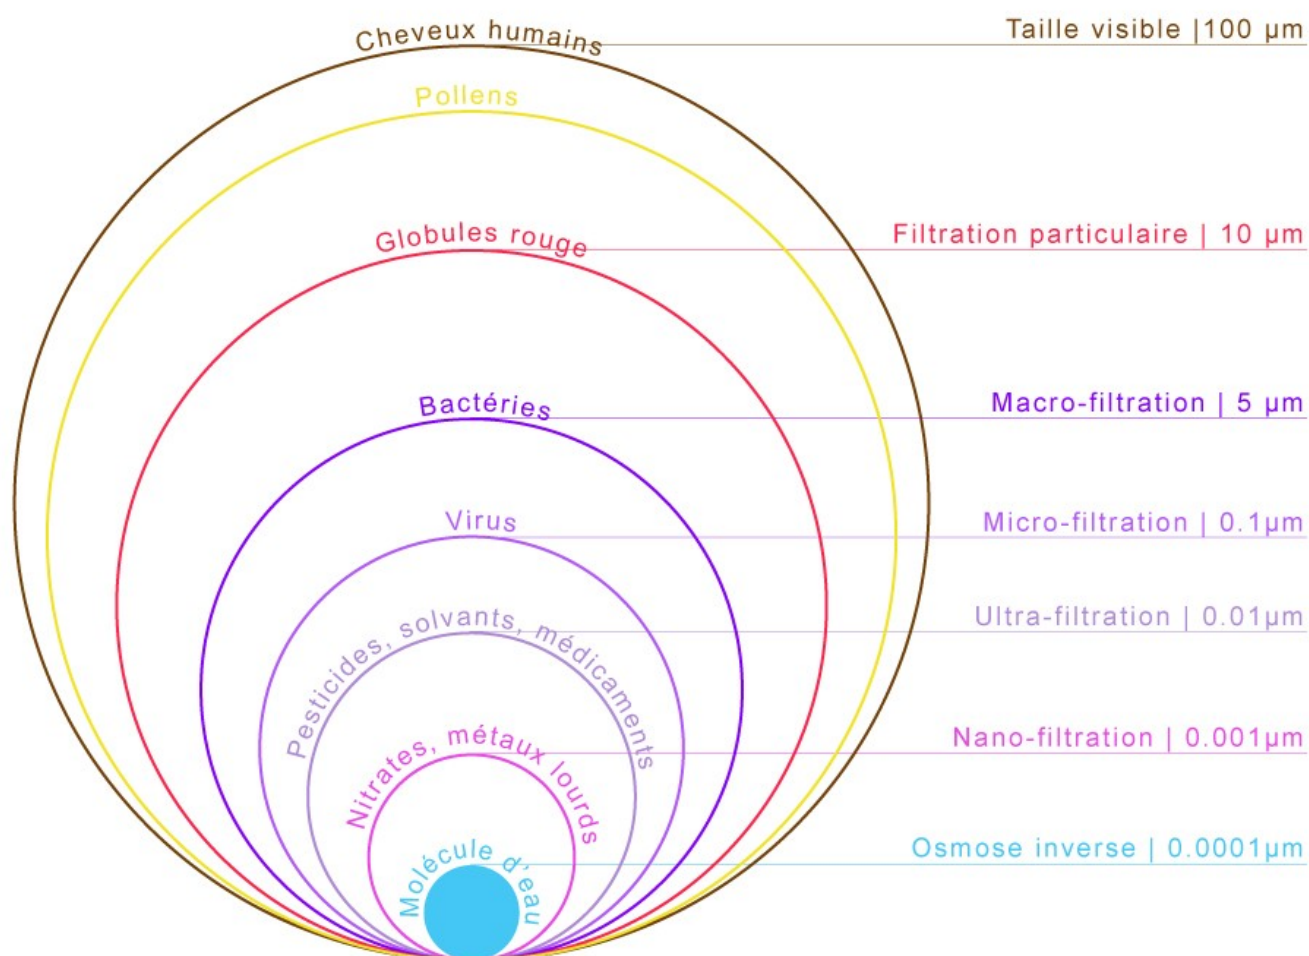 Cheveux humains
Taille visible |100 µm
Pollens
Globules rouge
Filtration particulaire | 10 µm
Bactéries
Macro-filtration | 5 µm
Virus
Micro-filtration | 0.1µm
Pesticides, solvants, médicaments
Ultra-filtration | 0.01µm
Nitrates, métaux lourds
Nano-filtration | 0.001µm
Molécule d'eau
Osmose inverse | 0.0001µm